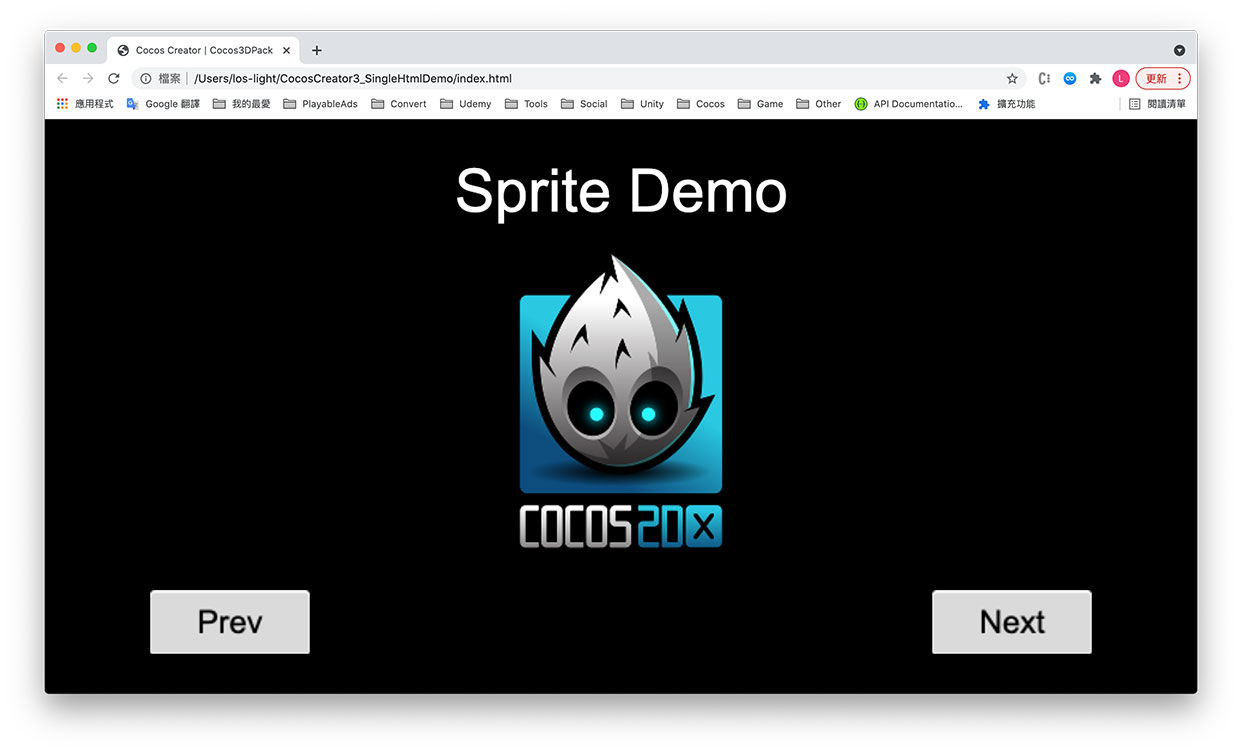 Cocos Creator | Cocos3DPack
檔案 /Users/los-light/CocosCreator3_SingleHtmlDemo/index.html L 更新
應用程式 Google 翻譯 我的最愛 PlayableAds Convert Udemy Tools Social Unity Cocos Game Other API Documentatio... 擴充功能 閱讀清單
Sprite Demo
COCOS 2D X
Prev Next